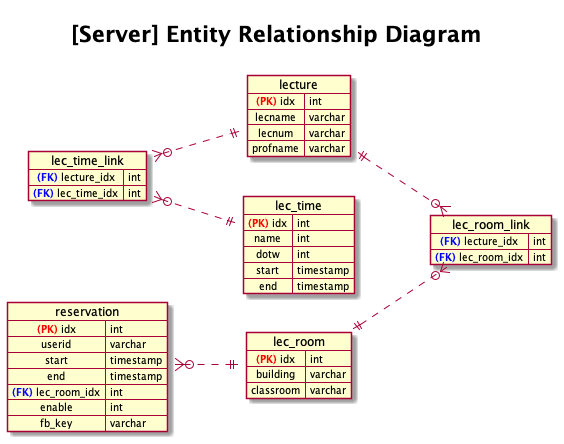 [Server] Entity Relationship Diagram
lecture
(PK) idx int
lecname varchar
lecnum varchar
profname varchar
lec_time_link
(FK) lecture_idx int
(FK) lec_time_idx int
lec_time
(PK) idx int
name int
dotw int
start timestamp
end timestamp
lec_room_link
(FK) lecture_idx int
(FK) lec_room_idx int
reservation
(PK) idx int
userid varchar
start timestamp
end timestamp
(FK) lec_room_idx int
enable int
fb_key varchar
lec_room
(PK) idx int
building varchar
classroom varchar